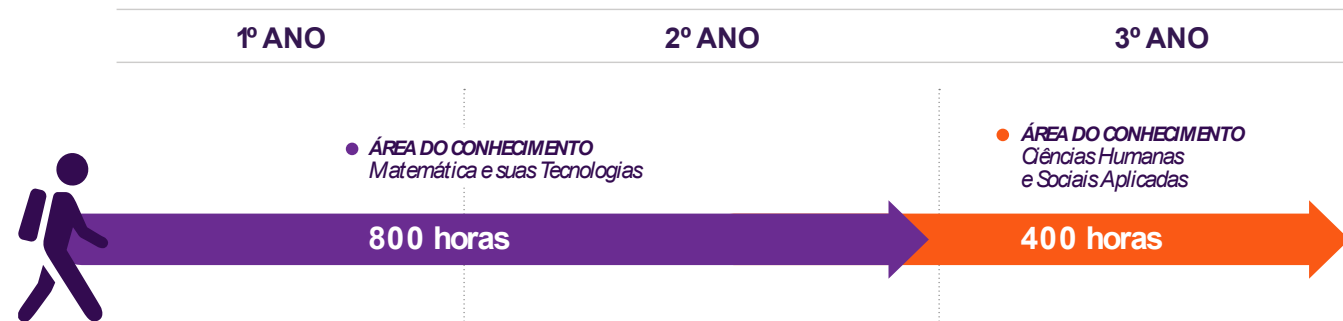 1º ANO
2º ANO
3º ANO
ÁREA DO CONHECIMENTO
Matemática e suas Tecnologias
ÁREA DO CONHECIMENTO
Ciências Humanas
e Sociais Aplicadas
800 horas
400 horas